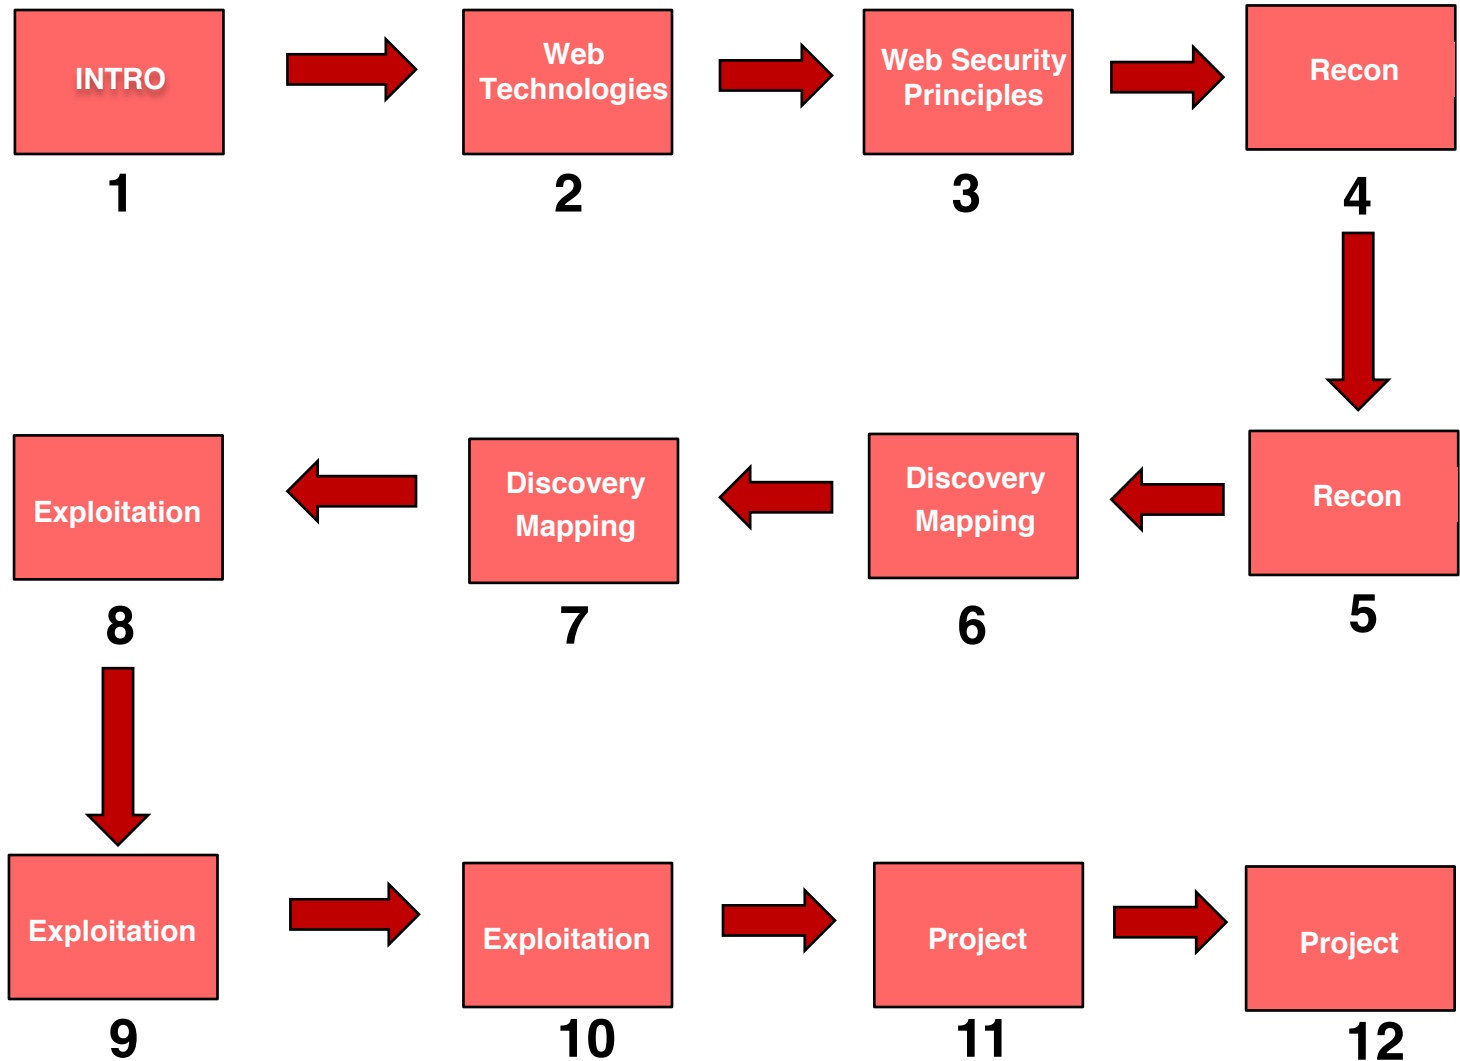 INTRO
1
Web
Technologies
2
Web Security
Principles
3
Recon
4
Recon
5
Discovery
Mapping
6
Discovery
Mapping
7
Exploitation
8
Exploitation
9
Exploitation
10
Project
11
Project
12